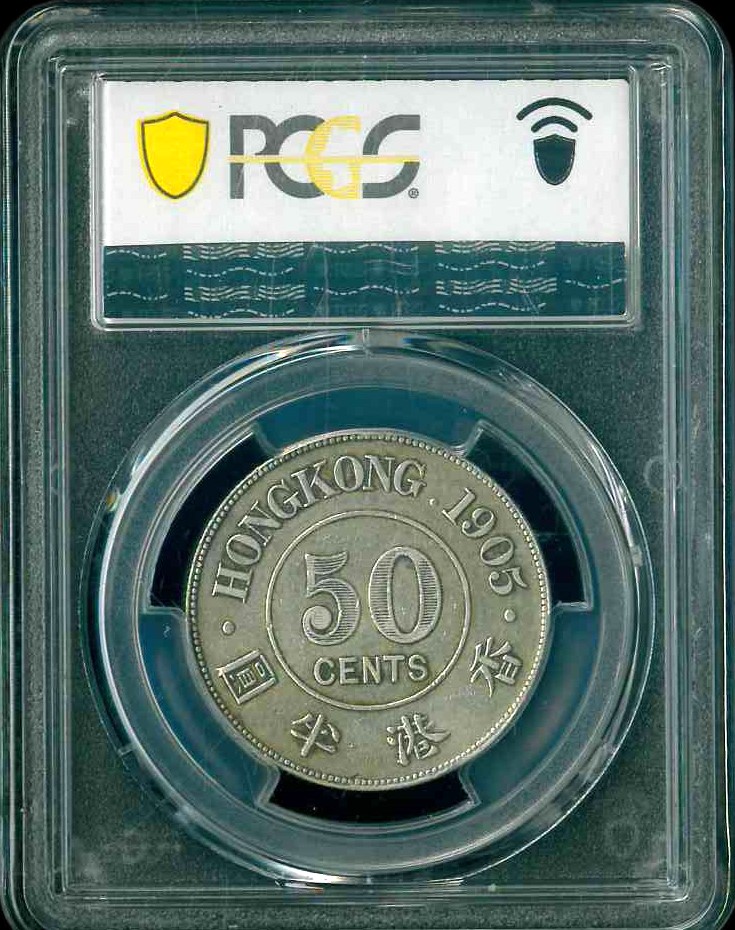 PCGS®
HONGKONG. 1905.
50
CENTS
香港半圓